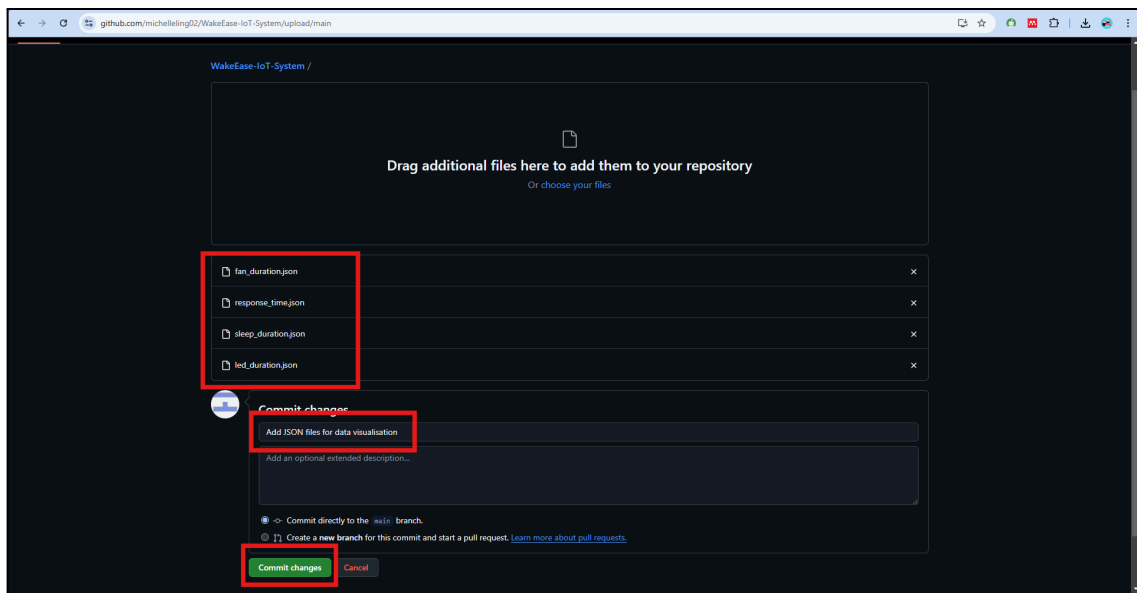 github.com/michelleling02/WakeEase-IoT-System/upload/main
WakeEase-IoT-System /
Drag additional files here to add them to your repository
Or choose your files
fan_duration.json
response_time.json
sleep_duration.json
led_duration.json
Commit changes
Add JSON files for data visualisation
Add an optional extended description...
Commit directly to the main branch.
Create a new branch for this commit and start a pull request. Learn more about pull requests.
Commit changes Cancel